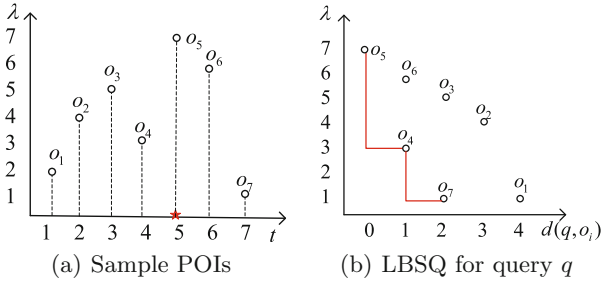 λ
7
6
5
4
3
2
1
o1
o2
o3
o4
o5
o6
o7
1 2 3 4 5 6 7 t
(a) Sample POIs
λ
7
6
5
4
3
2
1
o5
o6
o3
o2
o4
o7
o1
0 1 2 3 4 d(q,oi)
(b) LBSQ for query q